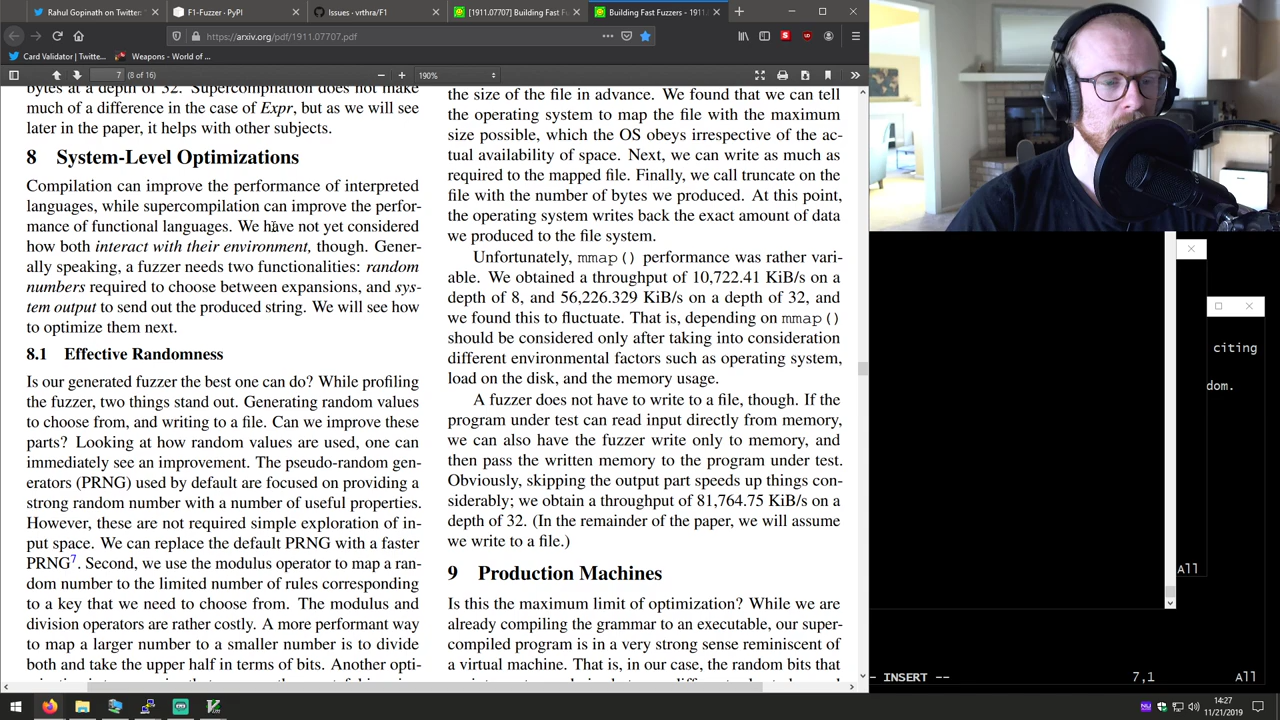 Rahul Gopinath on Twitter: "
F1-Fuzzer · PyPI
Issues · vrthra/F1
[1911.07707] Building Fast Fuz
Building Fast Fuzzers - 1911.
https://arxiv.org/pdf/1911.07707.pdf
Card Validator | Twitte...
Weapons - World of ...
7 (8 of 16)
190%
bytes at a depth of 32. Supercompilation does not make
much of a difference in the case of Expr, but as we will see
later in the paper, it helps with other subjects.
8 System-Level Optimizations
Compilation can improve the performance of interpreted
languages, while supercompilation can improve the perfor-
mance of functional languages. We have not yet considered
how both interact with their environment, though. Gener-
ally speaking, a fuzzer needs two functionalities: random
numbers required to choose between expansions, and sys-
tem output to send out the produced string. We will see how
to optimize them next.
8.1 Effective Randomness
Is our generated fuzzer the best one can do? While profiling
the fuzzer, two things stand out. Generating random values
to choose from, and writing to a file. Can we improve these
parts? Looking at how random values are used, one can
immediately see an improvement. The pseudo-random gen-
erators (PRNG) used by default are focused on providing a
strong random number with a number of useful properties.
However, these are not required simple exploration of in-
put space. We can replace the default PRNG with a faster
PRNG7. Second, we use the modulus operator to map a ran-
dom number to the limited number of rules corresponding
to a key that we need to choose from. The modulus and
division operators are rather costly. A more performant way
to map a larger number to a smaller number is to divide
both and take the upper half in terms of bits. Another opti-
the size of the file in advance. We found that we can tell
the operating system to map the file with the maximum
size possible, which the OS obeys irrespective of the ac-
tual availability of space. Next, we can write as much as
required to the mapped file. Finally, we call truncate on the
file with the number of bytes we produced. At this point,
the operating system writes back the exact amount of data
we produced to the file system.
Unfortunately, mmap() performance was rather vari-
able. We obtained a throughput of 10,722.41 KiB/s on a
depth of 8, and 56,226.329 KiB/s on a depth of 32, and
we found this to fluctuate. That is, depending on mmap()
should be considered only after taking into consideration
different environmental factors such as operating system,
load on the disk, and the memory usage.
A fuzzer does not have to write to a file, though. If the
program under test can read input directly from memory,
we can also have the fuzzer write only to memory, and
then pass the written memory to the program under test.
Obviously, skipping the output part speeds up things con-
siderably; we obtain a throughput of 81,764.75 KiB/s on a
depth of 32. (In the remainder of the paper, we will assume
we write to a file.)
9 Production Machines
Is this the maximum limit of optimization? While we are
already compiling the grammar to an executable, our super-
compiled program is in a very strong sense reminiscent of
a virtual machine. That is, in our case, the random bits that
citing
dom.
All
- INSERT --
7,1
All
14:27
11/21/2019